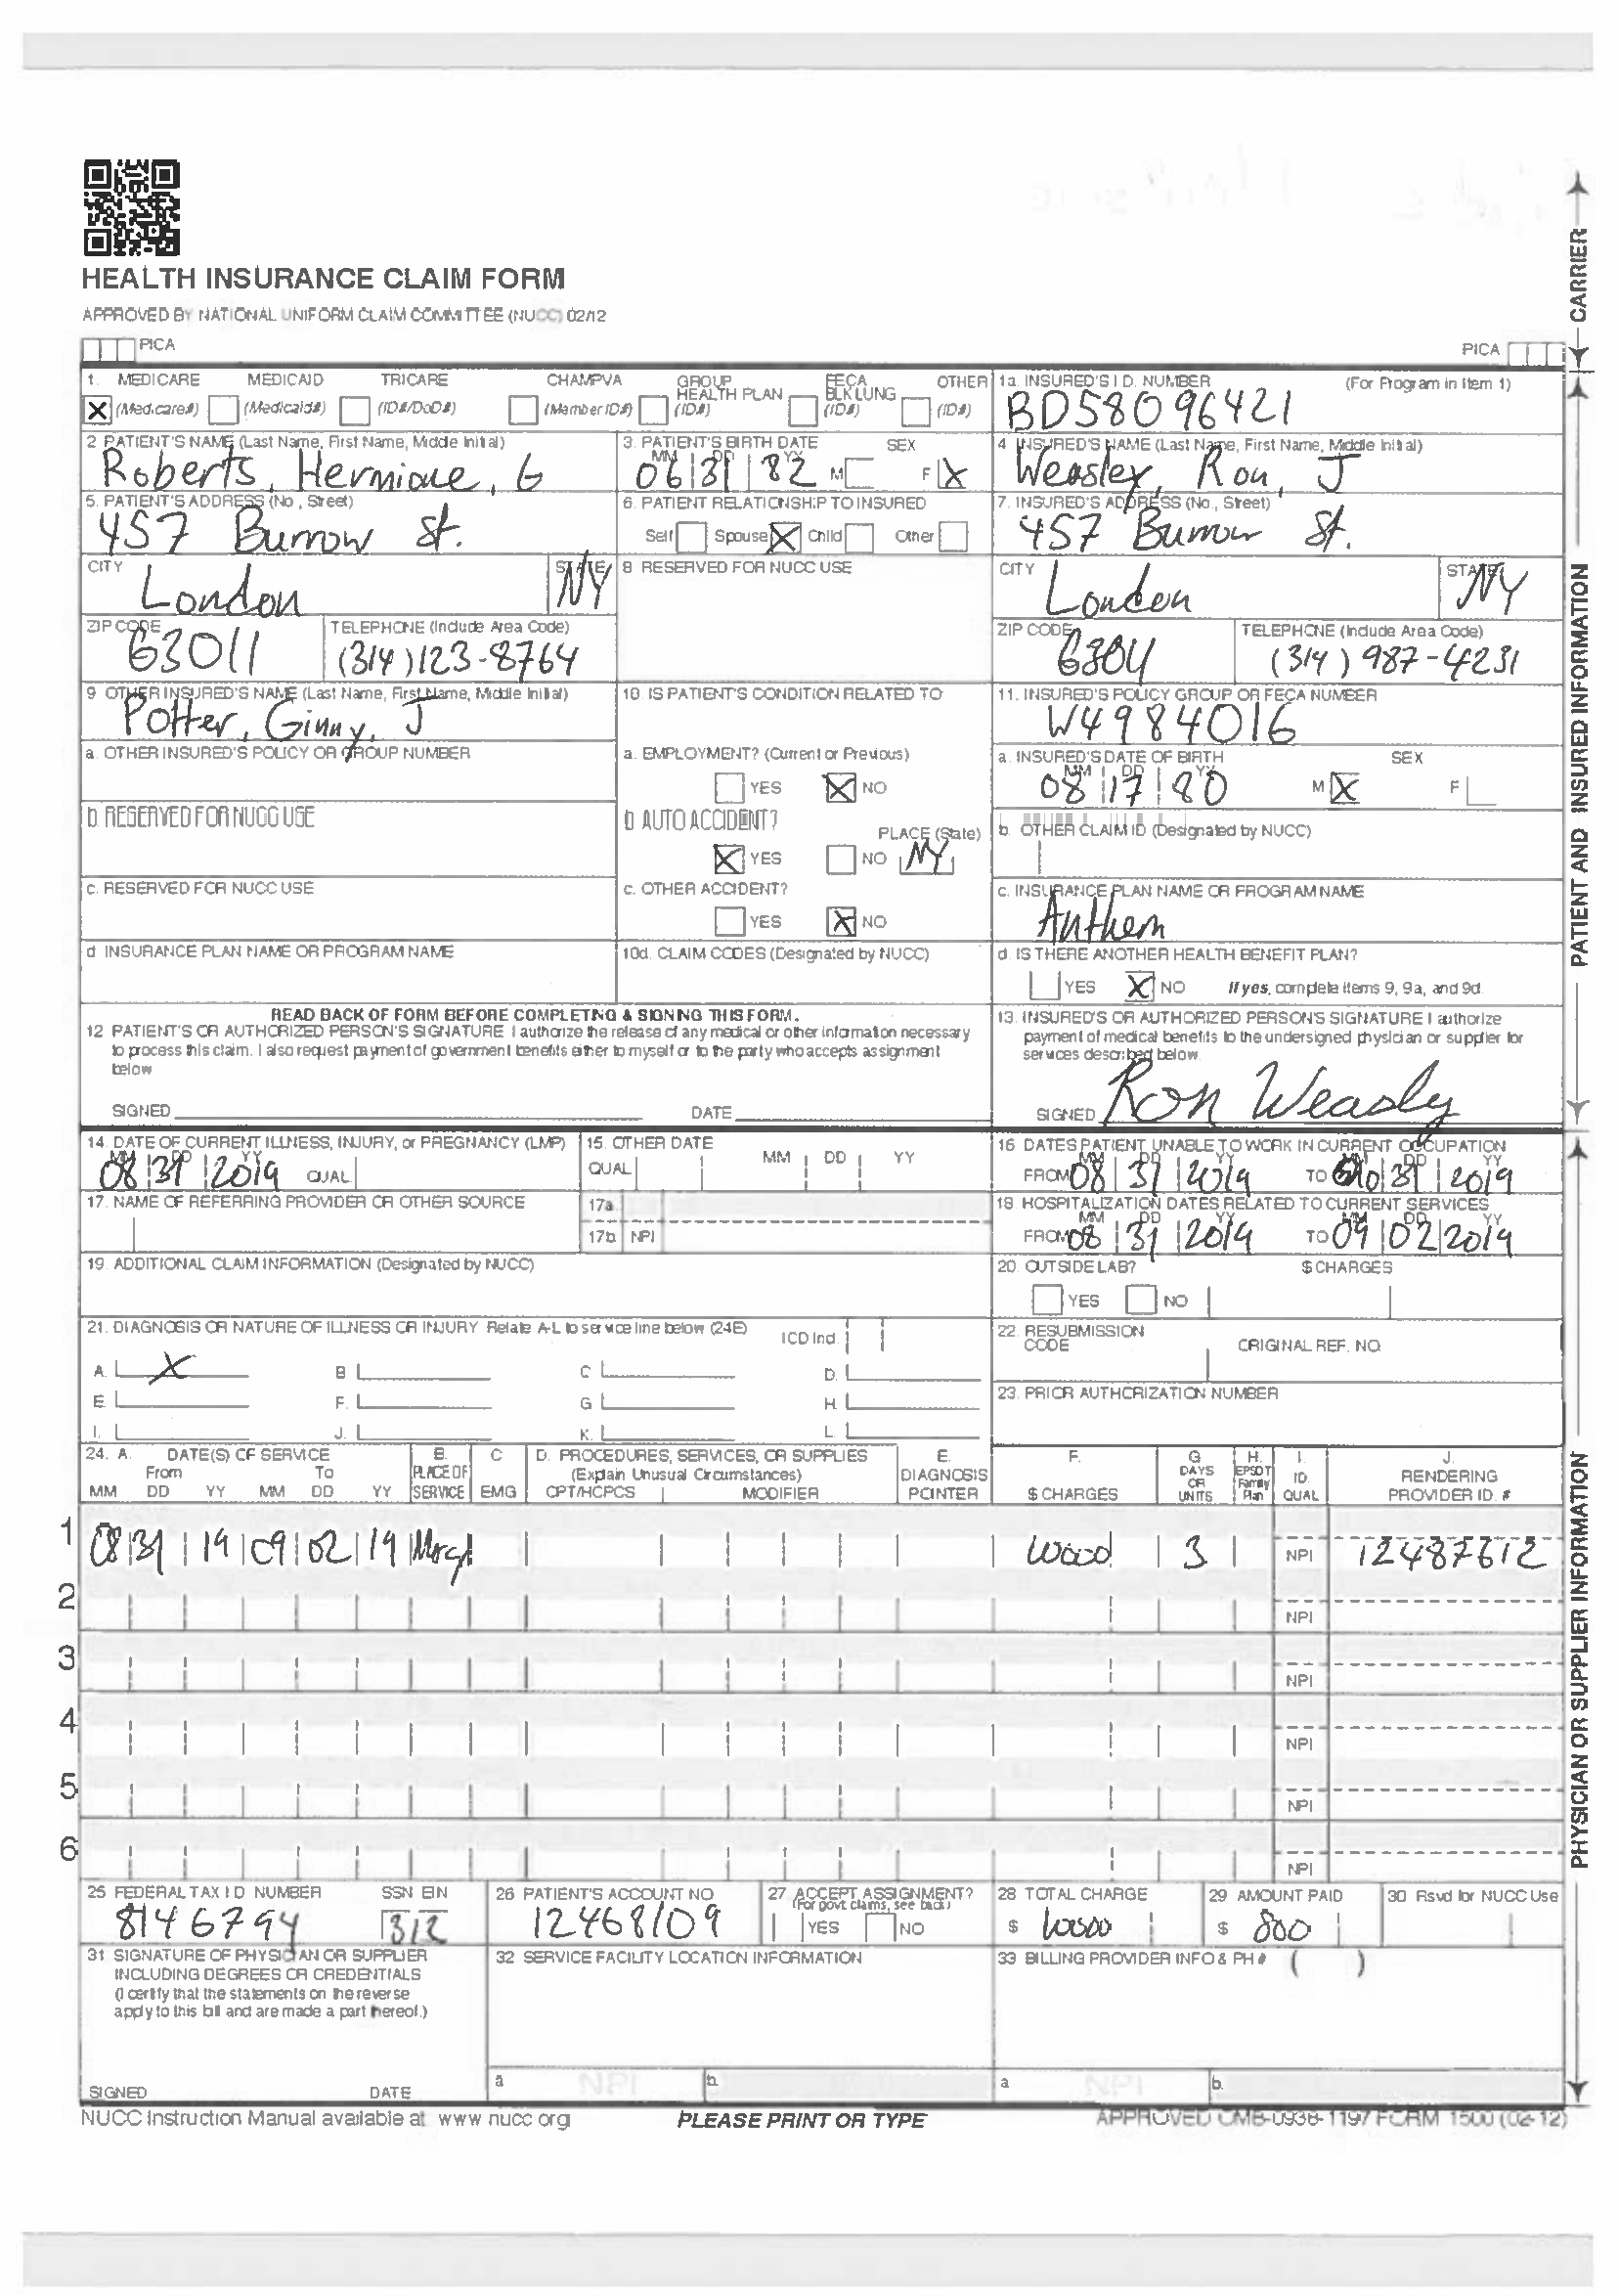 HEALTH INSURANCE CLAIM FORM
APPROVED BY NATIONAL UNIFORM CLAIM COMMITTEE (NUCC) 02/12
PICA
PICA
CARRIER
1. MEDICARE MEDICAID TRICARE CHAMPVA GROUP HEALTH PLAN FECA BLK LUNG OTHER
X (Medicare#) (Medicaid#) (ID#/DoD#) (Member ID#) (ID#) (ID#) (ID#)
1a. INSURED'S I.D. NUMBER (For Program in Item 1)
BD58096421
2 PATIENT'S NAME (Last Name, First Name, Middle Initial)
Roberts, Hermione, G
3. PATIENT'S BIRTH DATE SEX
MM DD YY
06 31 82 M F X
4 INSURED'S NAME (Last Name, First Name, Middle Initial)
Weasley, Ron, J
5. PATIENT'S ADDRESS (No., Street)
457 Burrow St.
6. PATIENT RELATIONSHIP TO INSURED
Self Spouse X Child Other
7. INSURED'S ADDRESS (No., Street)
457 Burrow St.
CITY STATE
London NY
8 RESERVED FOR NUCC USE
CITY STATE
London NY
ZIP CODE TELEPHONE (Include Area Code)
63011 (314) 123-8764
ZIP CODE TELEPHONE (Include Area Code)
(314) 987-4231
9 OTHER INSURED'S NAME (Last Name, First Name, Middle Initial)
Potter, Ginny, J
10 IS PATIENT'S CONDITION RELATED TO
11. INSURED'S POLICY GROUP OR FECA NUMBER
W4984016
a. OTHER INSURED'S POLICY OR GROUP NUMBER
a. EMPLOYMENT? (Current or Previous)
YES X NO
a. INSURED'S DATE OF BIRTH SEX
MM DD YY
08 17 80 M X F
b RESERVED FOR NUCC USE
b AUTO ACCIDENT? PLACE (State)
X YES NO NY
b. OTHER CLAIM ID (Designated by NUCC)
c. RESERVED FOR NUCC USE
c. OTHER ACCIDENT?
YES X NO
c. INSURANCE PLAN NAME OR PROGRAM NAME
Anthem
d INSURANCE PLAN NAME OR PROGRAM NAME
10d. CLAIM CODES (Designated by NUCC)
d. IS THERE ANOTHER HEALTH BENEFIT PLAN?
YES X NO If yes, complete items 9, 9a, and 9d.
PATIENT AND INSURED INFORMATION
READ BACK OF FORM BEFORE COMPLETING & SIGNING THIS FORM.
12 PATIENT'S OR AUTHORIZED PERSON'S SIGNATURE I authorize the release of any medical or other information necessary
to process this claim. I also request payment of government benefits either to myself or to the party who accepts assignment
below
SIGNED DATE
13. INSURED'S OR AUTHORIZED PERSON'S SIGNATURE I authorize
payment of medical benefits to the undersigned physician or supplier for
services described below.
SIGNED Ron Weasly
14. DATE OF CURRENT ILLNESS, INJURY, or PREGNANCY (LMP)
MM DD YY
08 31 2019 QUAL
15. OTHER DATE
QUAL MM DD YY
16 DATES PATIENT UNABLE TO WORK IN CURRENT OCCUPATION
MM DD YY MM DD YY
FROM 08 31 2019 TO 31 2019
17. NAME OF REFERRING PROVIDER OR OTHER SOURCE
17a.
17b NPI
18. HOSPITALIZATION DATES RELATED TO CURRENT SERVICES
MM DD YY MM DD YY
FROM 08 31 2019 TO 09 02 2019
19. ADDITIONAL CLAIM INFORMATION (Designated by NUCC)
20. OUTSIDE LAB? $ CHARGES
YES NO
21. DIAGNOSIS OR NATURE OF ILLNESS OR INJURY Relate A-L to service line below (24E) ICD Ind
A. X B C D.
E F. G H.
I. J. K. L.
22. RESUBMISSION
CODE ORIGINAL REF. NO.
23. PRIOR AUTHORIZATION NUMBER
24. A. DATE(S) OF SERVICE B. C D. PROCEDURES, SERVICES, OR SUPPLIES E. F. G H. I. J.
From To PLACE OF (Explain Unusual Circumstances) DIAGNOSIS DAYS OR UNITS EPSDT Family Plan ID. RENDERING
MM DD YY MM DD YY SERVICE EMG CPT/HCPCS MODIFIER POINTER $ CHARGES QUAL PROVIDER ID. #
1 08 31 19 09 02 19 3 NPI 12487612
2 NPI
3 NPI
4 NPI
5 NPI
6 NPI
PHYSICIAN OR SUPPLIER INFORMATION
25 FEDERAL TAX I D NUMBER SSN EIN
8146794 312
26 PATIENT'S ACCOUNT NO
12468109
27 ACCEPT ASSIGNMENT?
(For govt. claims, see back)
YES NO
28 TOTAL CHARGE
$
29 AMOUNT PAID
$ 800
30 Rsvd for NUCC Use
31 SIGNATURE OF PHYSICIAN OR SUPPLIER
INCLUDING DEGREES OR CREDENTIALS
(I certify that the statements on the reverse
apply to this bill and are made a part thereof.)
SIGNED DATE
32 SERVICE FACILITY LOCATION INFORMATION
a NPI b.
33 BILLING PROVIDER INFO & PH # ( )
a NPI b.
NUCC Instruction Manual available at www nucc org
PLEASE PRINT OR TYPE
APPROVED OMB-0938-1197 FORM 1500 (02-12)